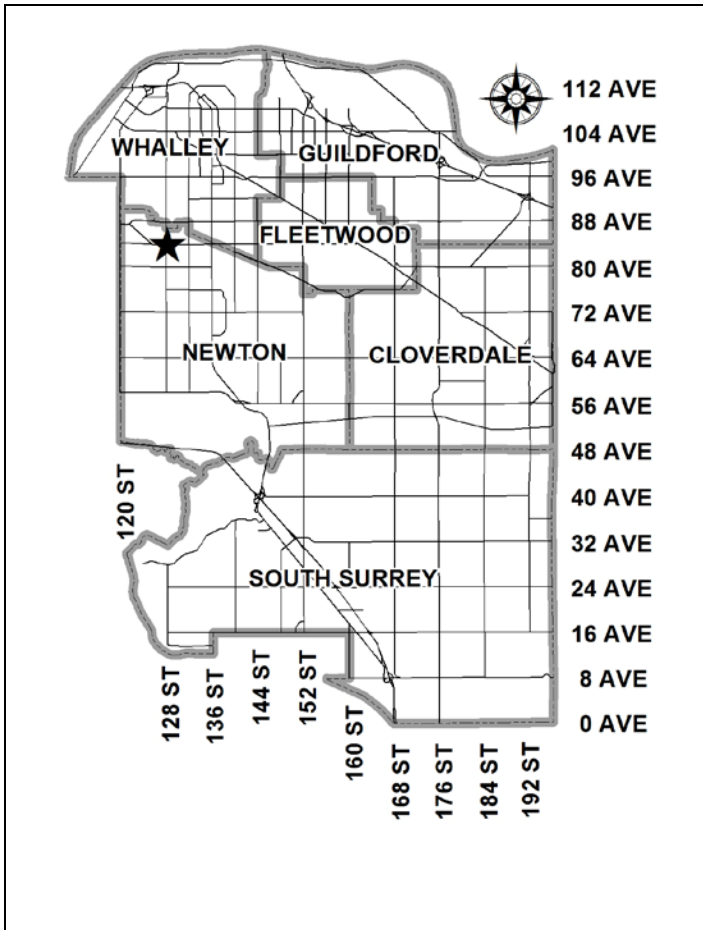 112 AVE
104 AVE
WHALLEY
GUILDFORD
96 AVE
88 AVE
FLEETWOOD
80 AVE
72 AVE
NEWTON
CLOVERDALE
64 AVE
56 AVE
48 AVE
120 ST
40 AVE
32 AVE
SOUTH SURREY
24 AVE
16 AVE
8 AVE
0 AVE
128 ST
136 ST
144 ST
152 ST
160 ST
168 ST
176 ST
184 ST
192 ST